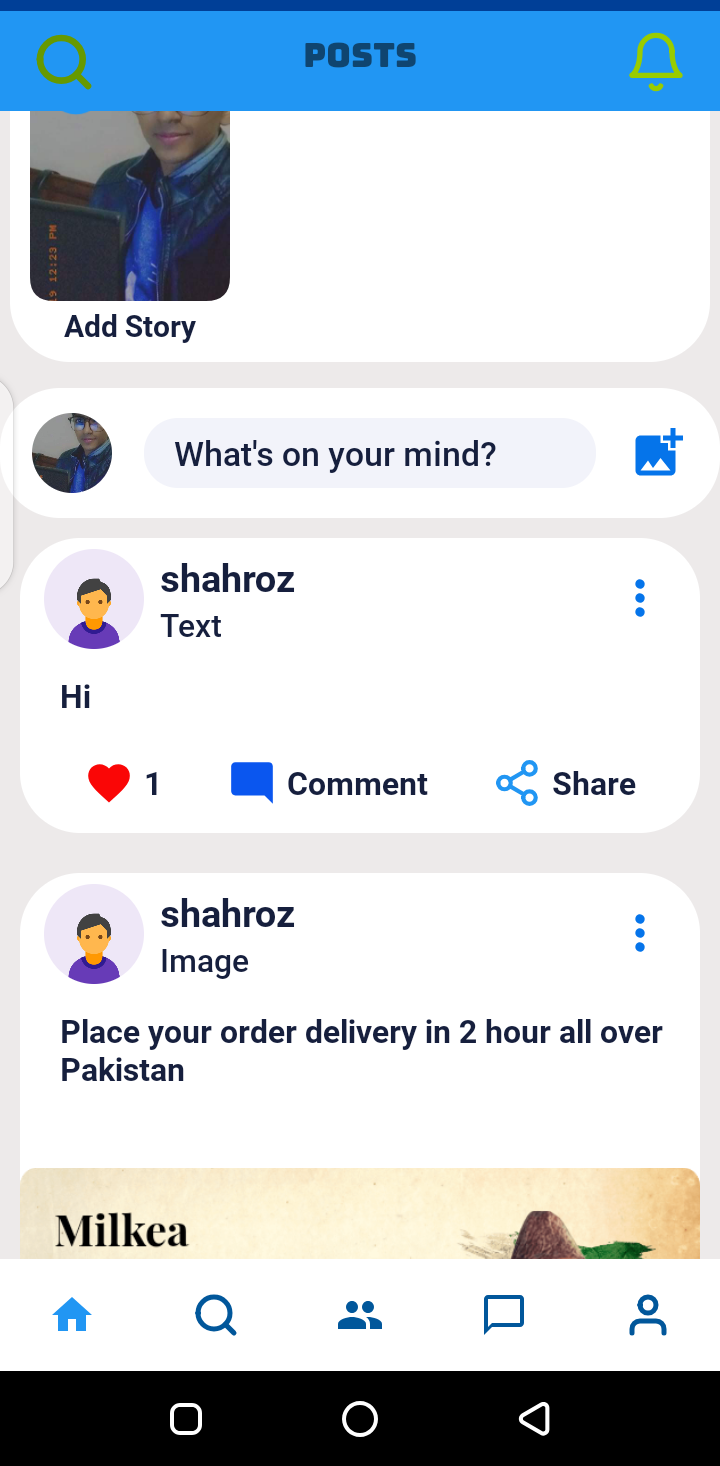 POSTS
9 12:23 PM
Add Story
What's on your mind?
shahroz
Text
Hi
1
Comment
Share
shahroz
Image
Place your order delivery in 2 hour all over
Pakistan
Milkea